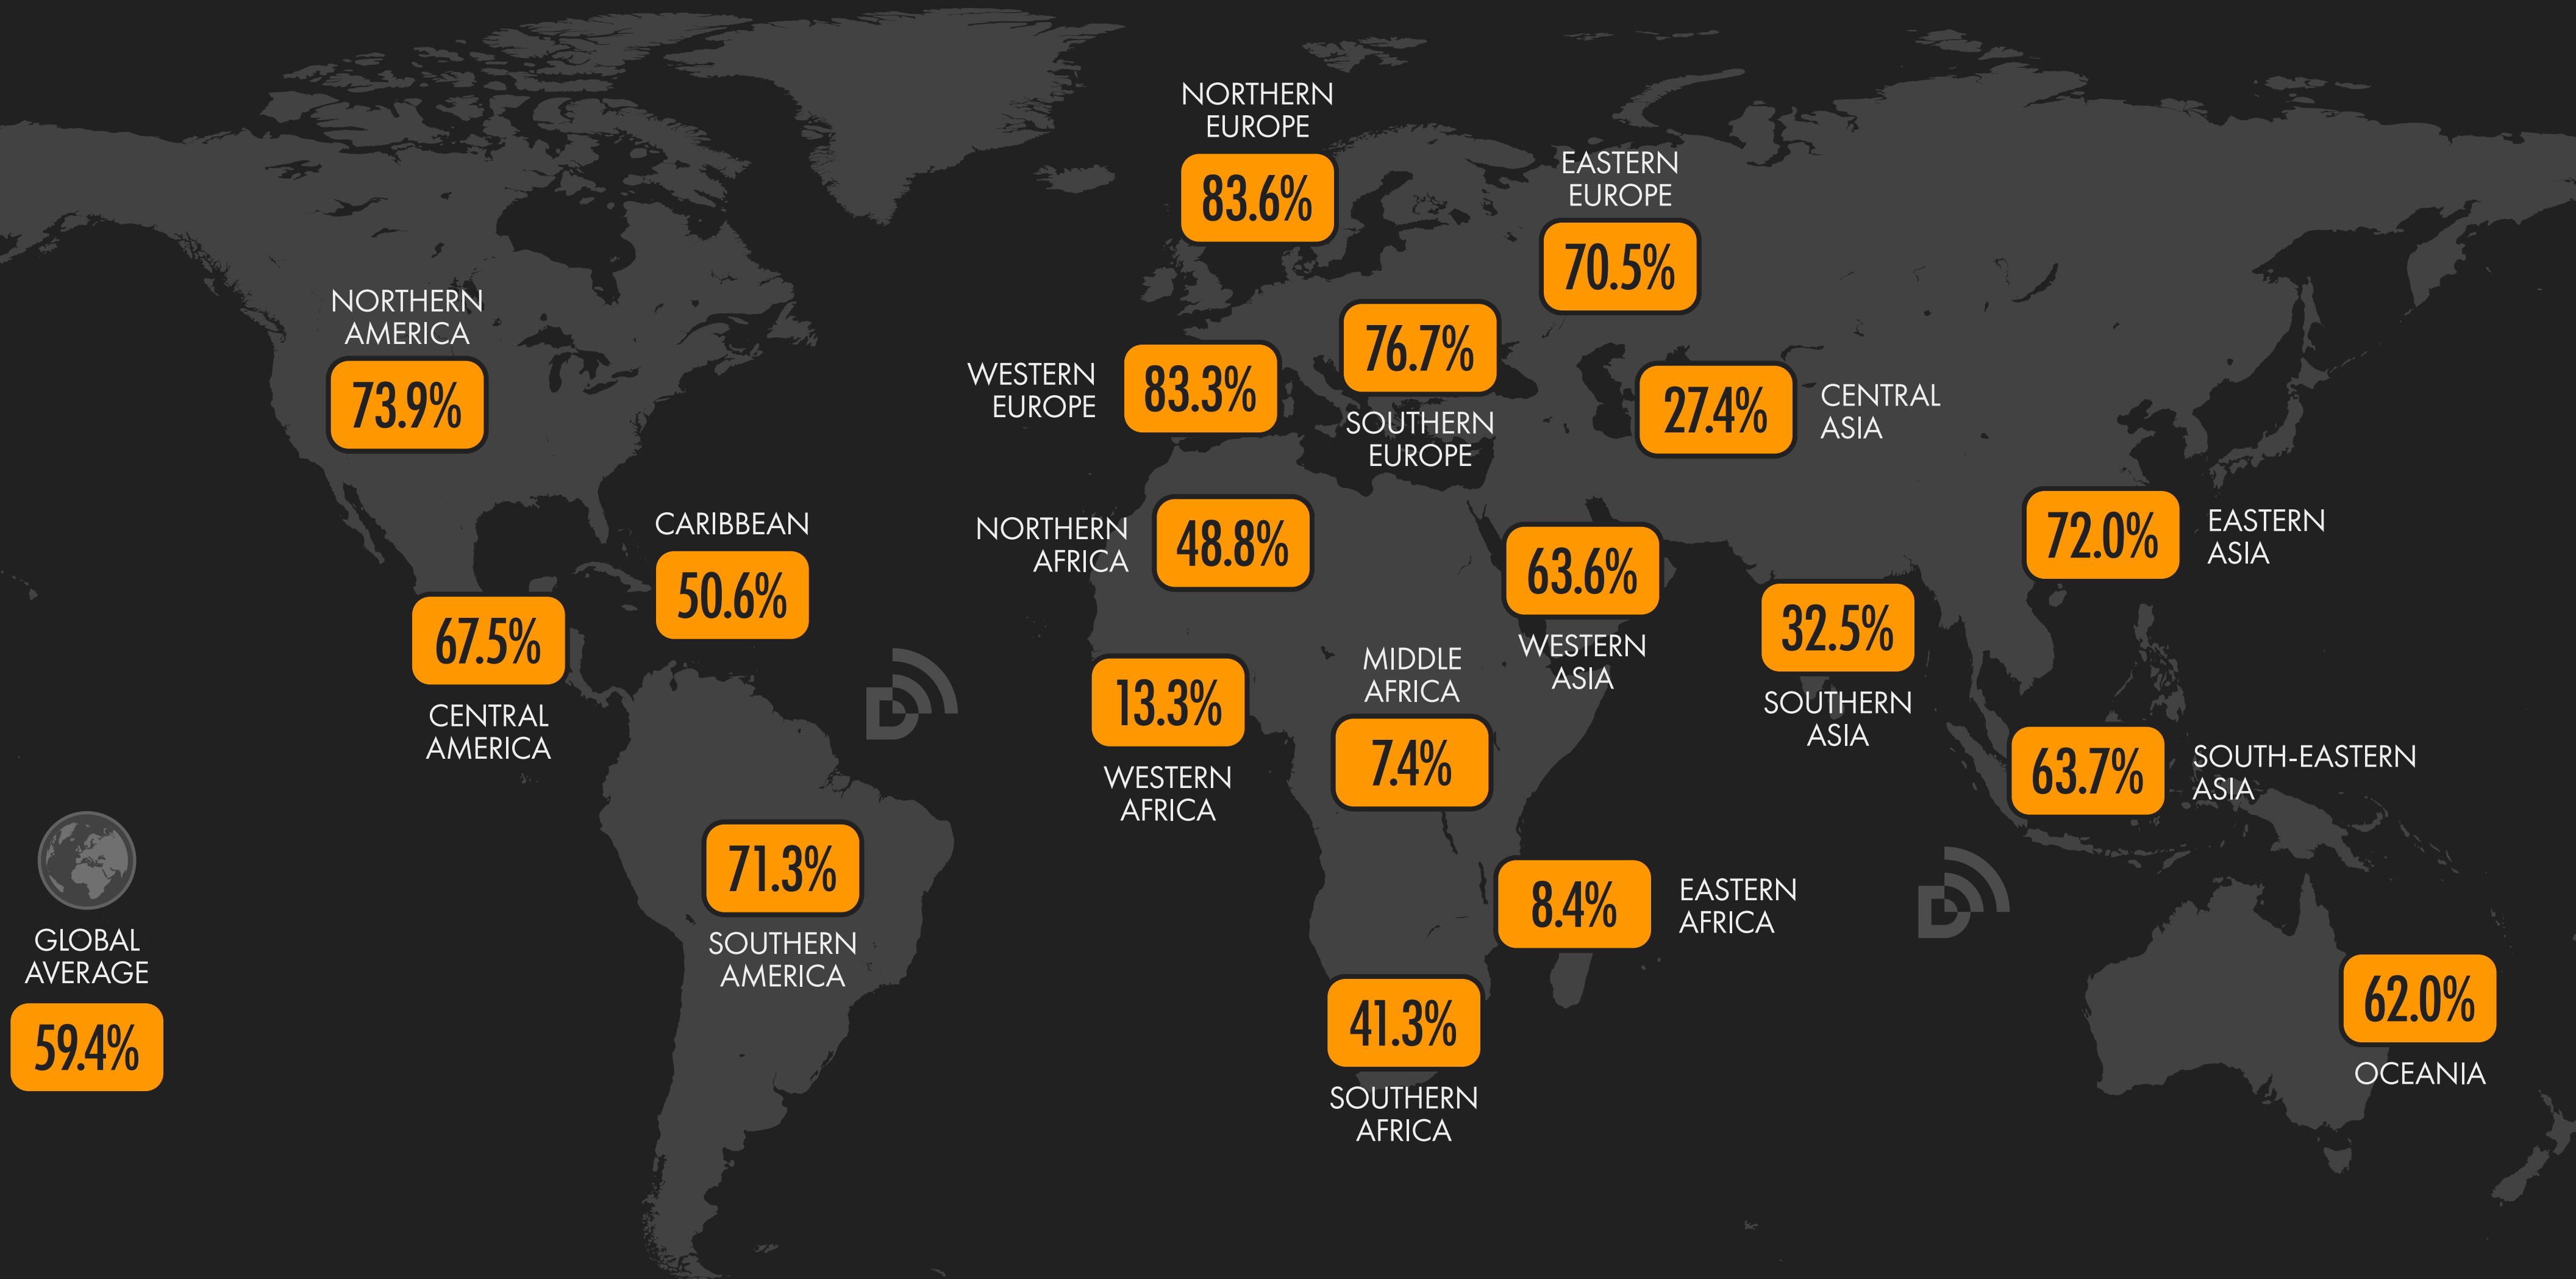 NORTHERN
EUROPE
83.6%
EASTERN
EUROPE
70.5%
NORTHERN
AMERICA
73.9%
WESTERN
EUROPE
83.3%
76.7%
SOUTHERN
EUROPE
27.4%
CENTRAL
ASIA
CARIBBEAN
50.6%
NORTHERN
AFRICA
48.8%
63.6%
WESTERN
ASIA
72.0%
EASTERN
ASIA
67.5%
CENTRAL
AMERICA
32.5%
SOUTHERN
ASIA
13.3%
WESTERN
AFRICA
MIDDLE
AFRICA
7.4%
63.7%
SOUTH-EASTERN
ASIA
71.3%
SOUTHERN
AMERICA
8.4%
EASTERN
AFRICA
GLOBAL
AVERAGE
59.4%
41.3%
SOUTHERN
AFRICA
62.0%
OCEANIA